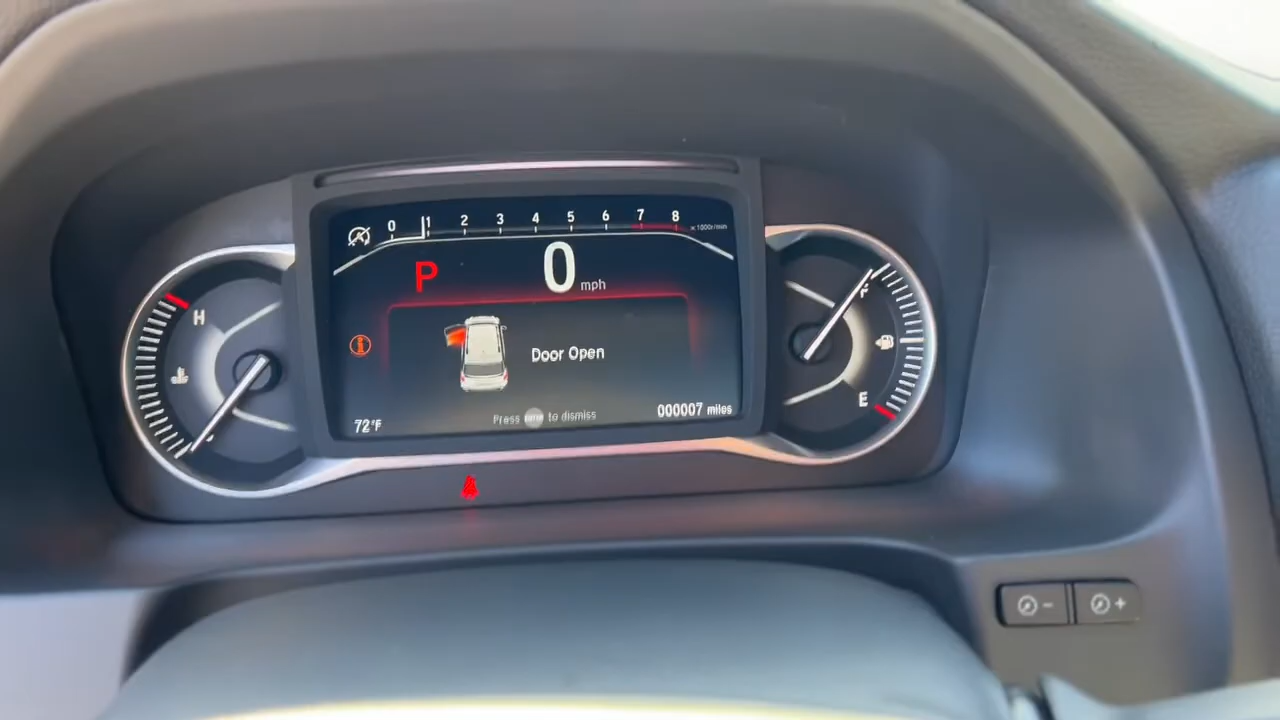 0 1 2 3 4 5 6 7 8 x 1000r/min
P 0 mph
H F
Door Open
E
Press to dismiss
72°F 000007 miles
- +